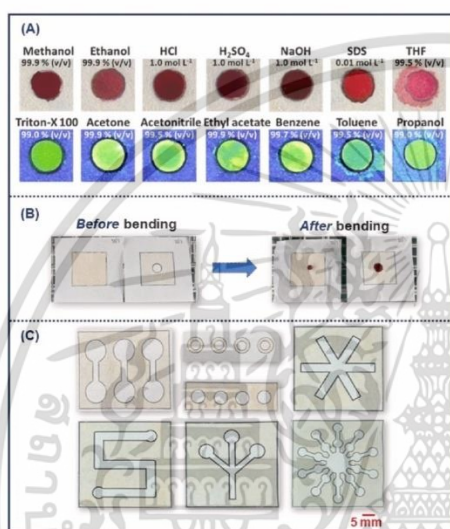 (A)
Methanol Ethanol HCl H₂SO₄ NaOH SDS THF
99.9 % (v/v) 99.9 % (v/v) 1.0 mol L⁻¹ 1.0 mol L⁻¹ 1.0 mol L⁻¹ 0.01 mol L⁻¹ 99.5 % (v/v)
Triton-X 100 Acetone Acetonitrile Ethyl acetate Benzene Toluene Propanol
99.0 % (v/v) 99.9 % (v/v) 99.5 % (v/v) 99.9 % (v/v) 99.7 % (v/v) 99.5 % (v/v)
(B)
Before bending After bending
(C)
5 mm